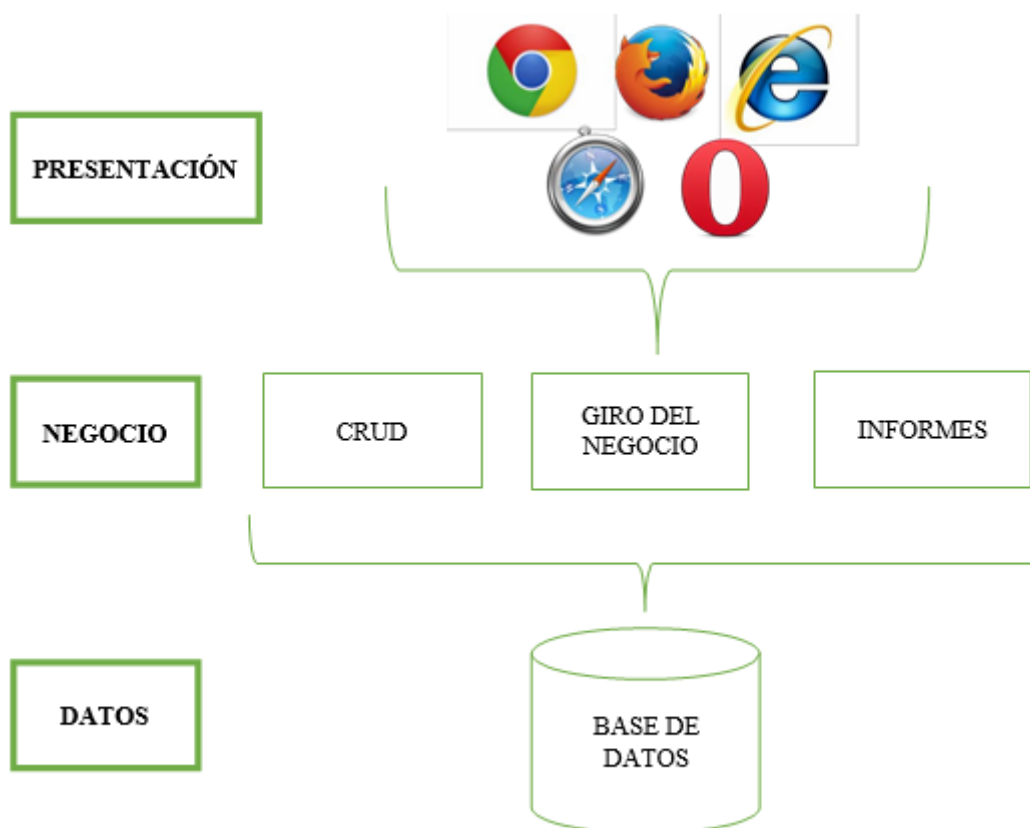 PRESENTACIÓN
NEGOCIO
CRUD
GIRO DEL
NEGOCIO
INFORMES
DATOS
BASE DE
DATOS